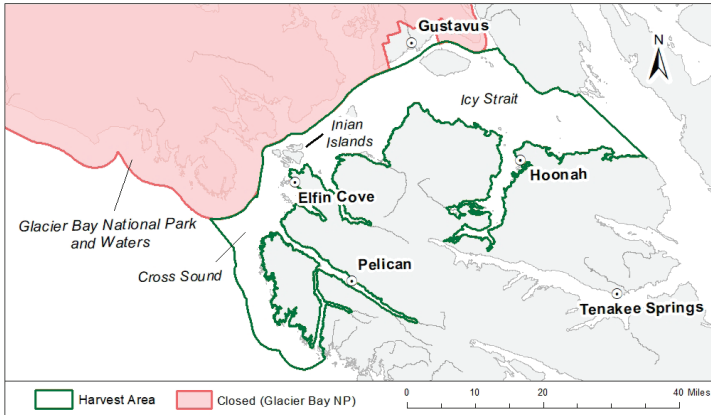 Gustavus
N
Icy Strait
Inian
Islands
Hoonah
Elfin Cove
Glacier Bay National Park
and Waters
Cross Sound
Pelican
Tenakee Springs
Harvest Area
Closed (Glacier Bay NP)
0 10 20 40 Miles